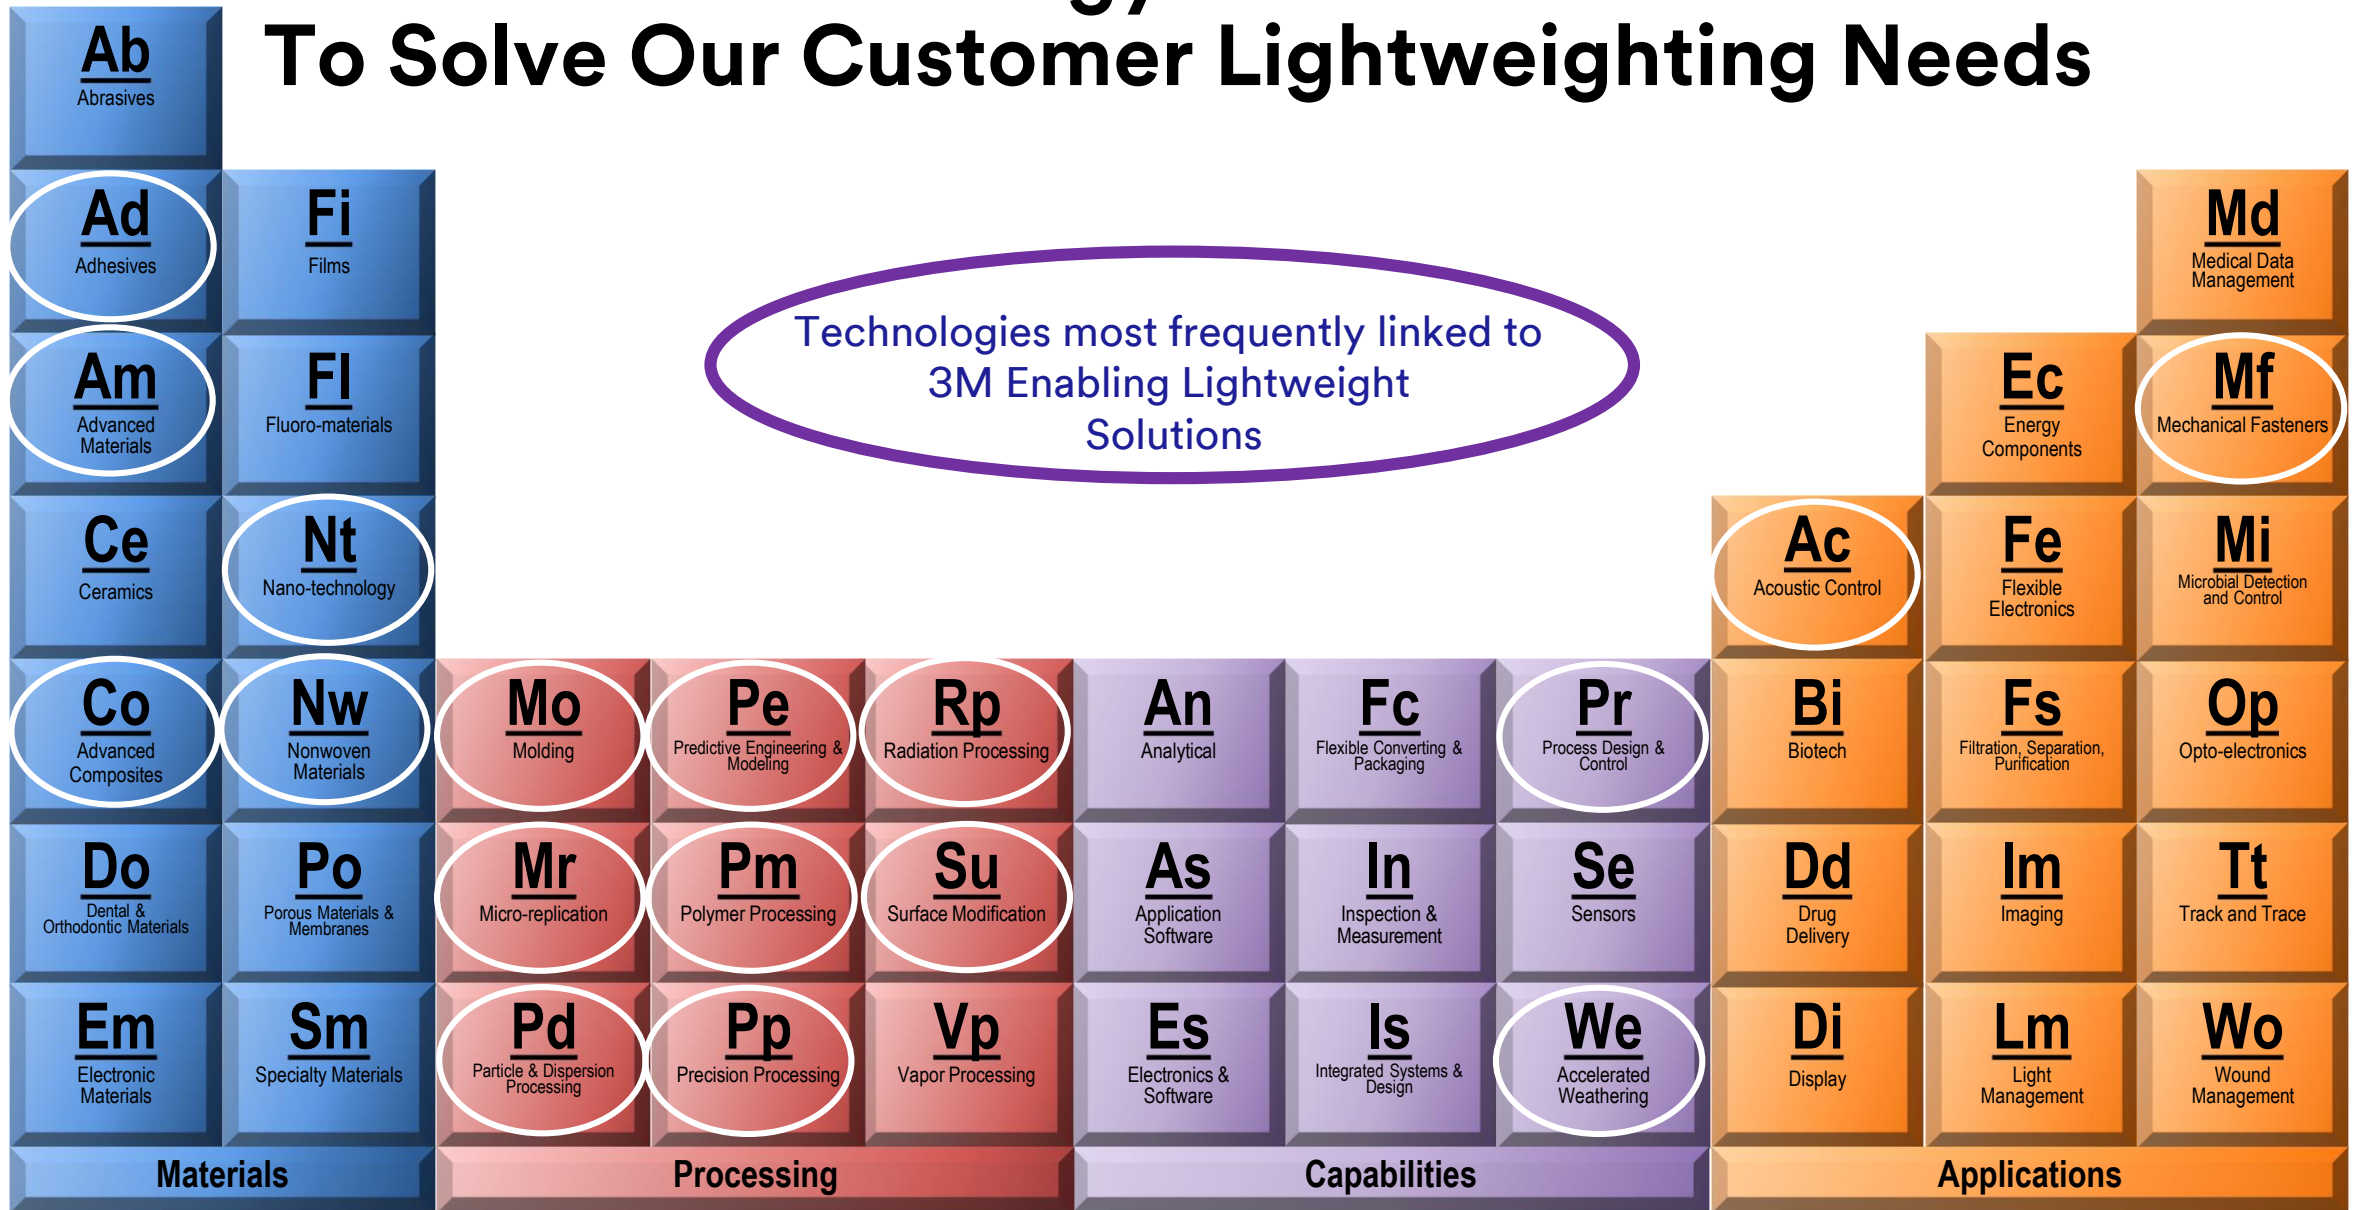 To Solve Our Customer Lightweighting Needs
Ab
Abrasives
Ad
Adhesives
Fi
Films
Md
Medical Data
Management
Technologies most frequently linked to
3M Enabling Lightweight
Solutions
Am
Advanced
Materials
Fl
Fluoro-materials
Ec
Energy
Components
Mf
Mechanical Fasteners
Ce
Ceramics
Nt
Nano-technology
Ac
Acoustic Control
Fe
Flexible
Electronics
Mi
Microbial Detection
and Control
Co
Advanced
Composites
Nw
Nonwoven
Materials
Mo
Molding
Pe
Predictive Engineering &
Modeling
Rp
Radiation Processing
An
Analytical
Fc
Flexible Converting &
Packaging
Pr
Process Design &
Control
Bi
Biotech
Fs
Filtration, Separation,
Purification
Op
Opto-electronics
Do
Dental &
Orthodontic Materials
Po
Porous Materials &
Membranes
Mr
Micro-replication
Pm
Polymer Processing
Su
Surface Modification
As
Application
Software
In
Inspection &
Measurement
Se
Sensors
Dd
Drug
Delivery
Im
Imaging
Tt
Track and Trace
Em
Electronic
Materials
Sm
Specialty Materials
Pd
Particle & Dispersion
Processing
Pp
Precision Processing
Vp
Vapor Processing
Es
Electronics &
Software
Is
Integrated Systems &
Design
We
Accelerated
Weathering
Di
Display
Lm
Light
Management
Wo
Wound
Management
Materials
Processing
Capabilities
Applications